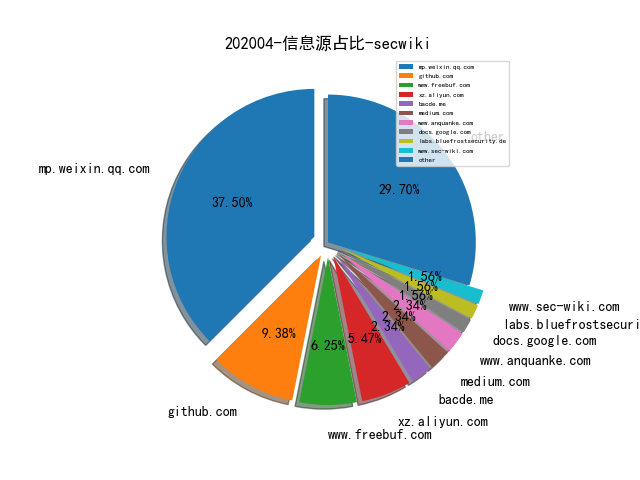 202004-信息源占比-secwiki
mp.weixin.qq.com
github.com
www.freebuf.com
xz.aliyun.com
bacde.me
medium.com
www.anquanke.com
docs.google.com
labs.bluefrostsecurity.de
www.sec-wiki.com
other
other
mp.weixin.qq.com
37.50%
29.70%
9.38%
6.25%
5.47%
2.34%
2.34%
2.34%
1.56%
1.56%
1.56%
www.sec-wiki.com
labs.bluefrostsecuri
docs.google.com
www.anquanke.com
medium.com
bacde.me
github.com
xz.aliyun.com
www.freebuf.com